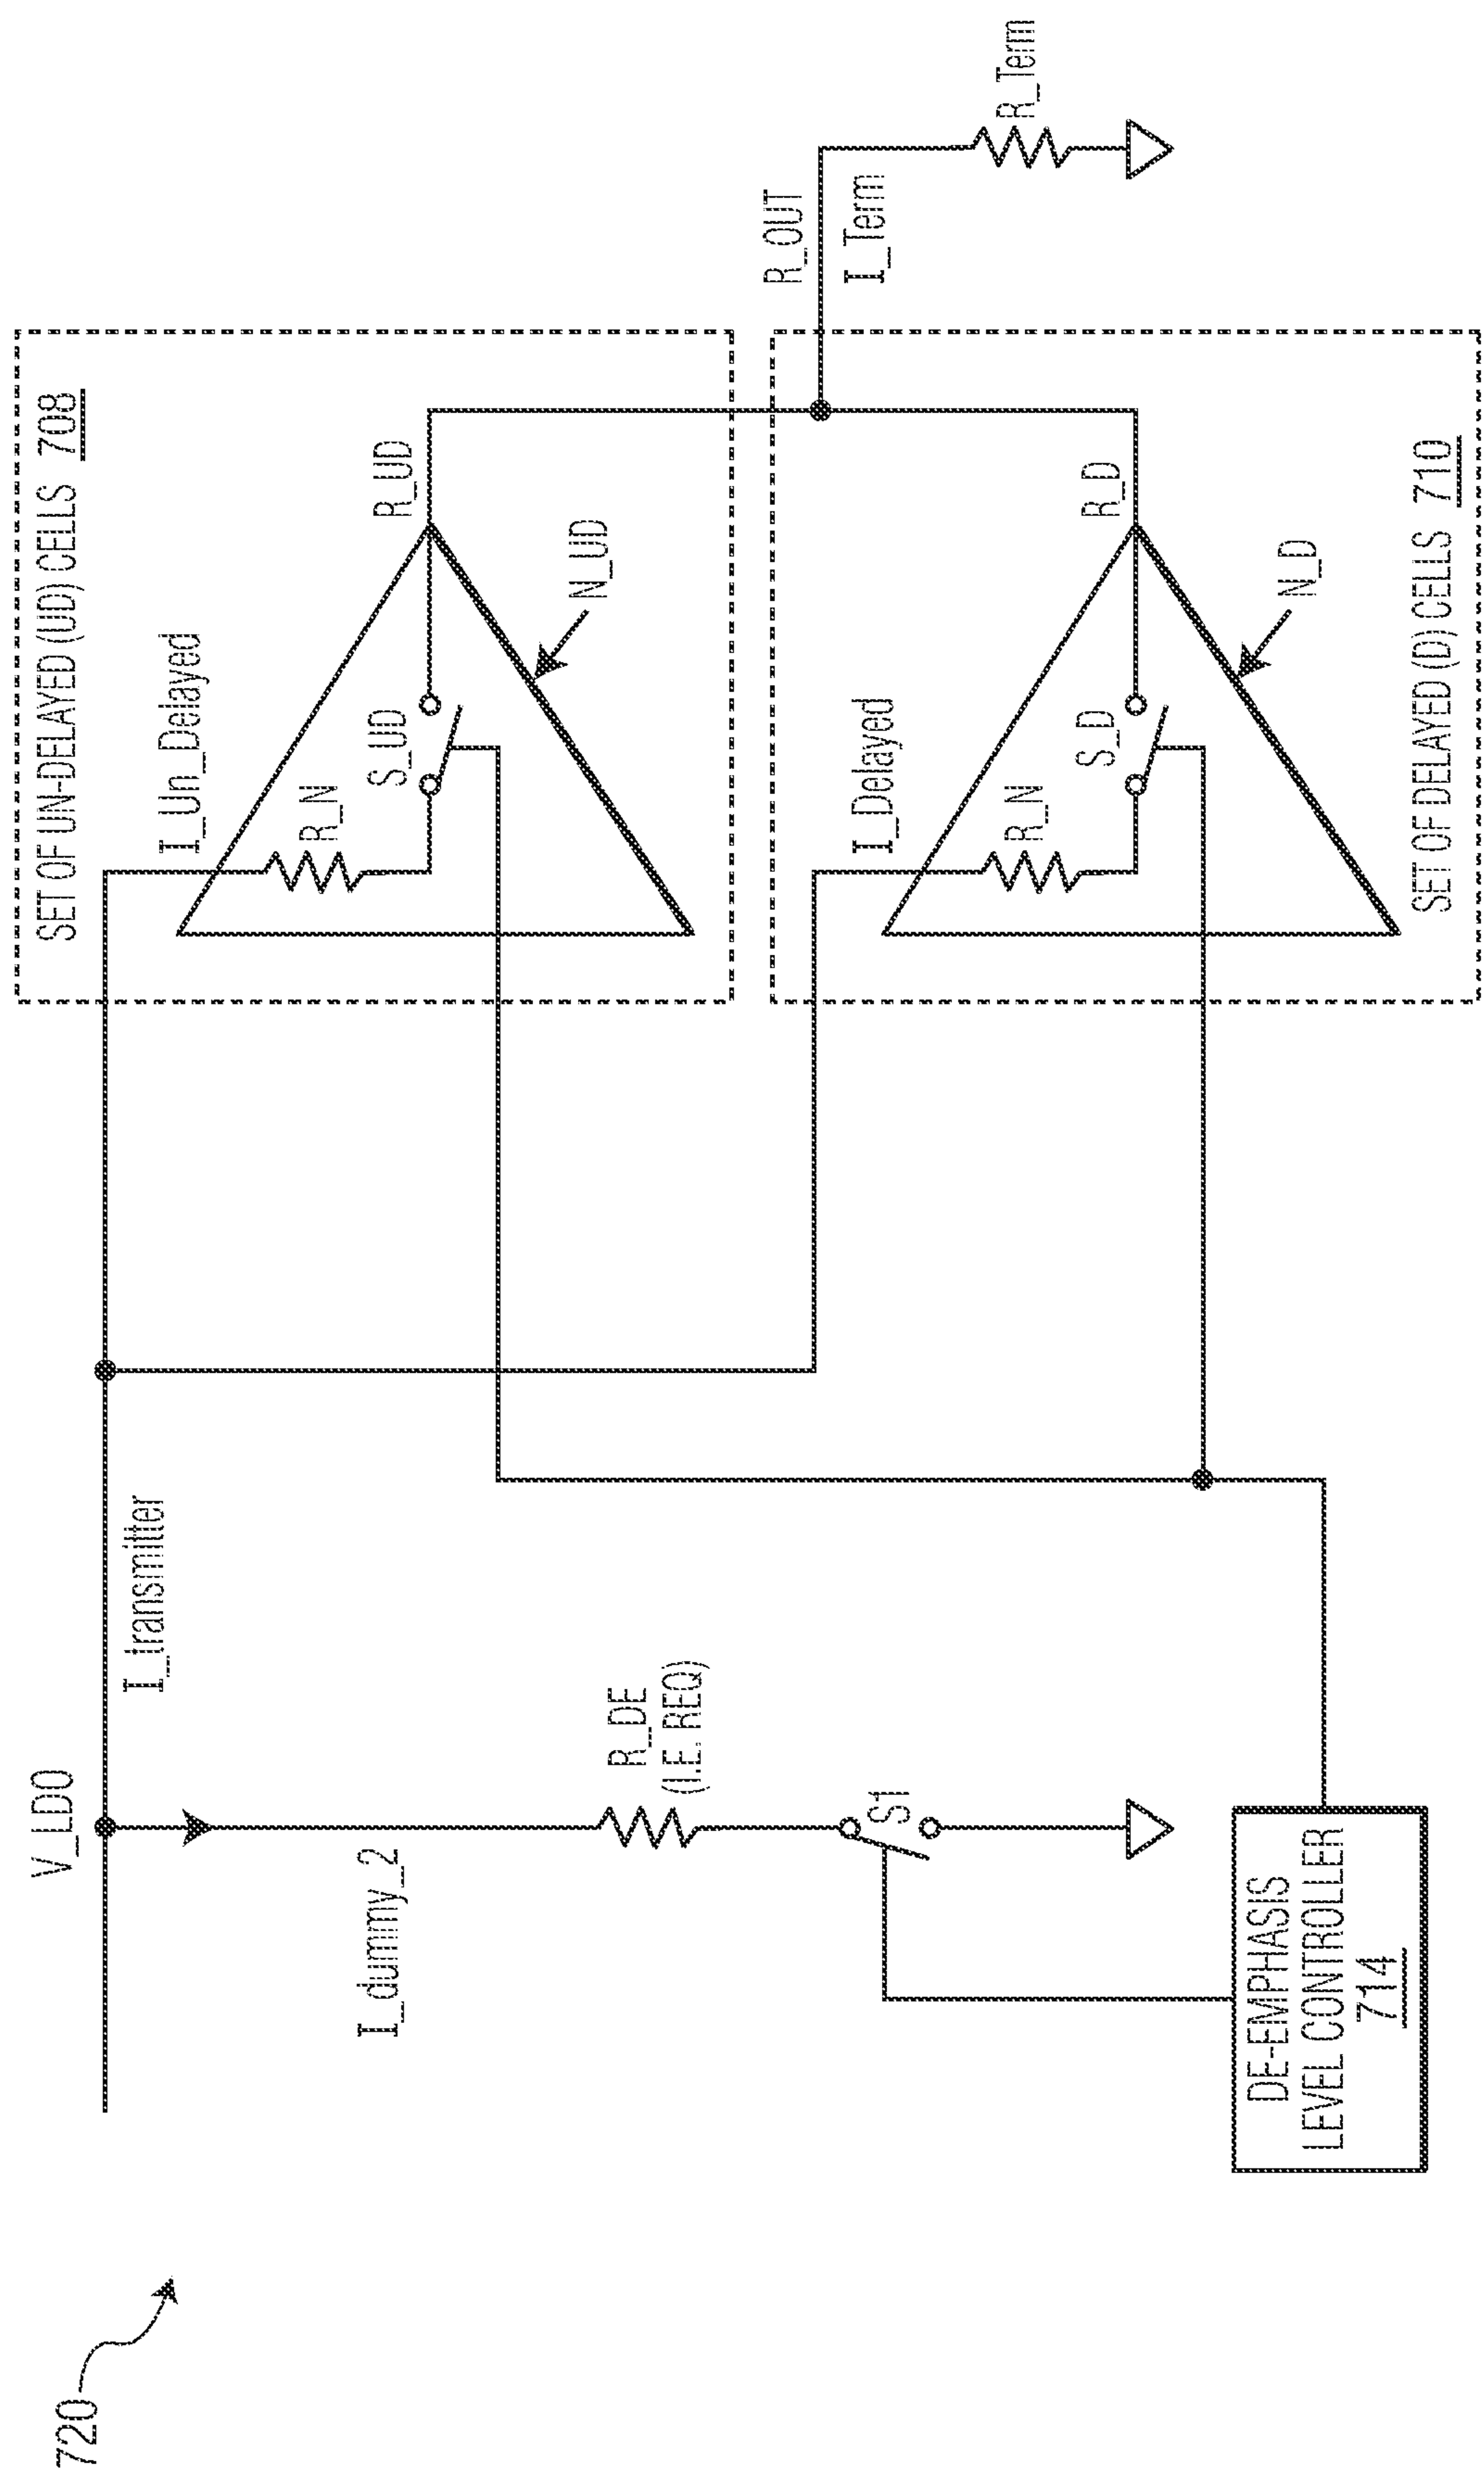 720
V_LDO
I_transmitter
I_dummy_2
R_DE
(I.E. REQ)
S1
DE-EMPHASIS
LEVEL CONTROLLER
714
SET OF UN-DELAYED (UD) CELLS 708
I_Un_Delayed
R_N
S_UD
R_UD
N_UD
I_Delayed
R_N
S_D
R_D
N_D
SET OF DELAYED (D) CELLS 710
R_OUT
I_Term
R_Term